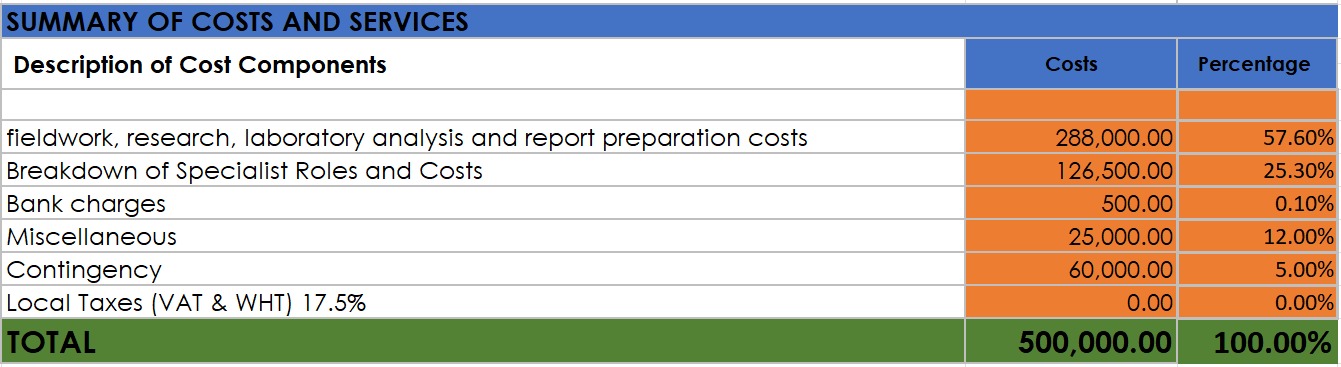 SUMMARY OF COSTS AND SERVICES
Description of Cost Components Costs Percentage
fieldwork, research, laboratory analysis and report preparation costs 288,000.00 57.60%
Breakdown of Specialist Roles and Costs 126,500.00 25.30%
Bank charges 500.00 0.10%
Miscellaneous 25,000.00 12.00%
Contingency 60,000.00 5.00%
Local Taxes (VAT & WHT) 17.5% 0.00 0.00%
TOTAL 500,000.00 100.00%